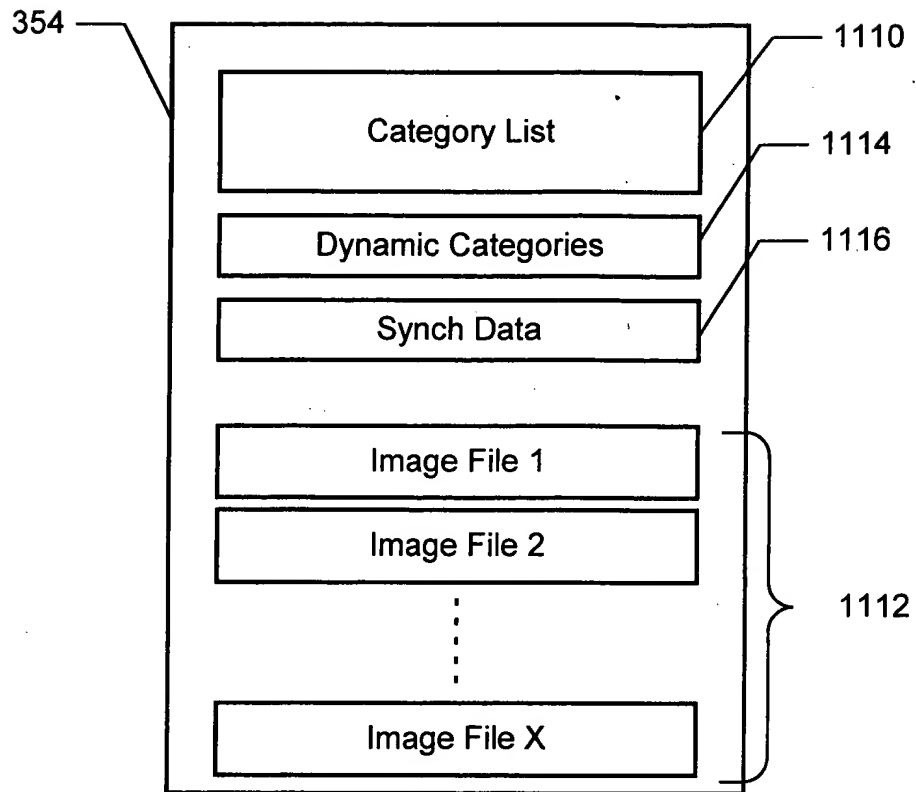 354
1110
Category List
1114
Dynamic Categories
1116
Synch Data
Image File 1
Image File 2
1112
Image File X